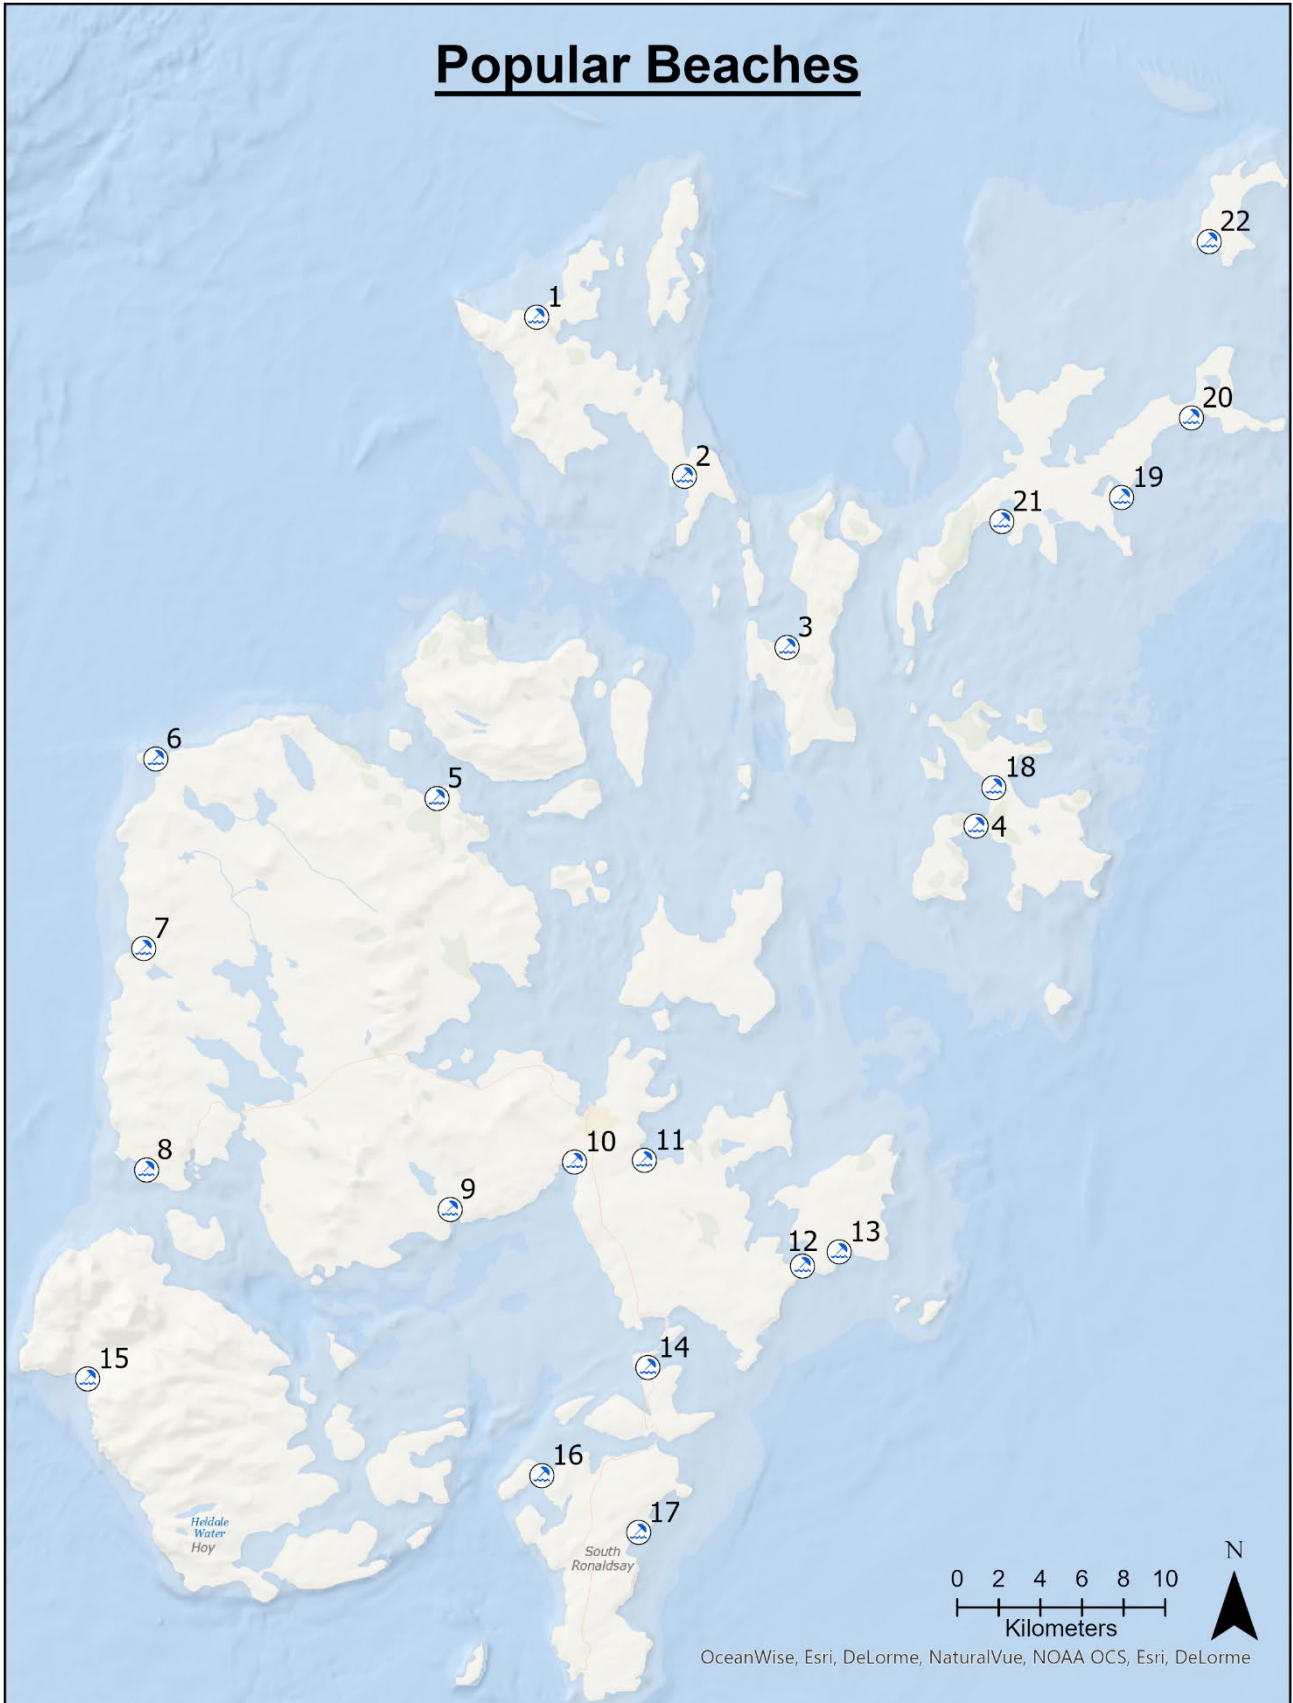 Popular Beaches
22
1
20
2
19
21
3
6
18
5
4
7
10
11
8
9
12
13
14
15
16
17
Heldale
Water
Hoy
South
Ronaldsay
N
0 2 4 6 8 10
Kilometers
OceanWise, Esri, DeLorme, NaturalVue, NOAA OCS, Esri, DeLorme